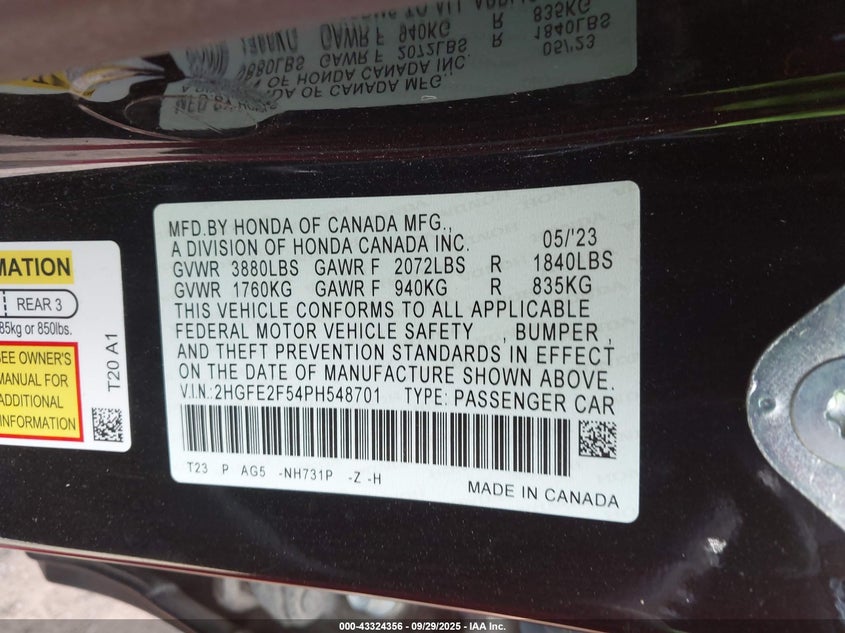 MFD.BY HONDA OF CANADA MFG.,
A DIVISION OF HONDA CANADA INC. 05/'23
GVWR 3880LBS GAWR F 2072LBS R 1840LBS
GVWR 1760KG GAWR F 940KG R 835KG
THIS VEHICLE CONFORMS TO ALL APPLICABLE
FEDERAL MOTOR VEHICLE SAFETY , BUMPER ,
AND THEFT PREVENTION STANDARDS IN EFFECT
ON THE DATE OF MANUFACTURE SHOWN ABOVE.
V.I.N.:2HGFE2F54PH548701 TYPE: PASSENGER CAR
T23 P AG5 -NH731P -Z -H
MADE IN CANADA
REAR 3
85kg or 850lbs.
SEE OWNER'S
MANUAL FOR
ADDITIONAL
INFORMATION
T20 A1
000-43324356 - 09/29/2025 - IAA Inc.